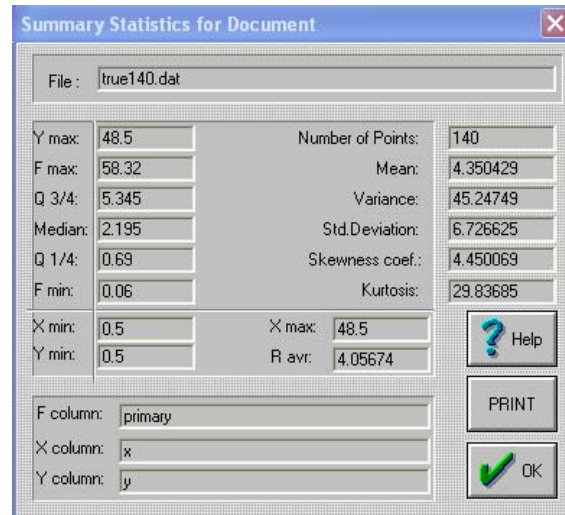 Summary Statistics for Document
File : true140.dat
Y max: 48.5 Number of Points: 140
F max: 58.32 Mean: 4.350429
Q 3/4: 5.345 Variance: 45.24749
Median: 2.195 Std.Deviation: 6.726625
Q 1/4: 0.69 Skewness coef.: 4.450069
F min: 0.06 Kurtosis: 29.83685
X min: 0.5 X max: 48.5 Help
Y min: 0.5 R avr: 4.05674
F column: primary PRINT
X column: x
Y column: y OK